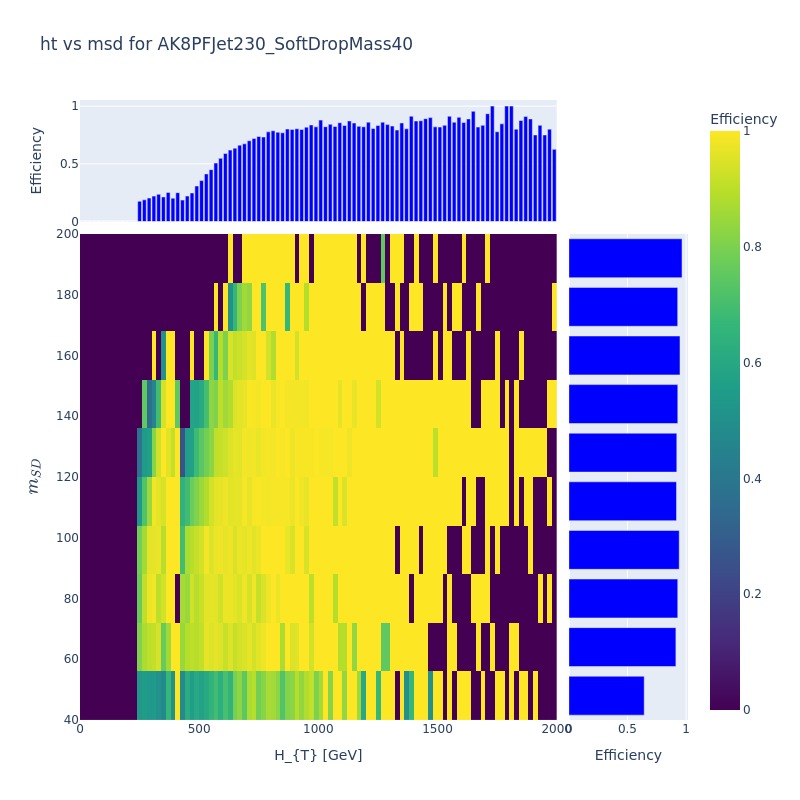 ht vs msd for AK8PFJet230_SoftDropMass40
Efficiency
1
0.5
0
Efficiency
1
0.8
0.6
0.4
0.2
0
m_{SD}
200
180
160
140
120
100
80
60
40
0 500 1000 1500 2000
H_{T} [GeV]
0 0.5 1
Efficiency